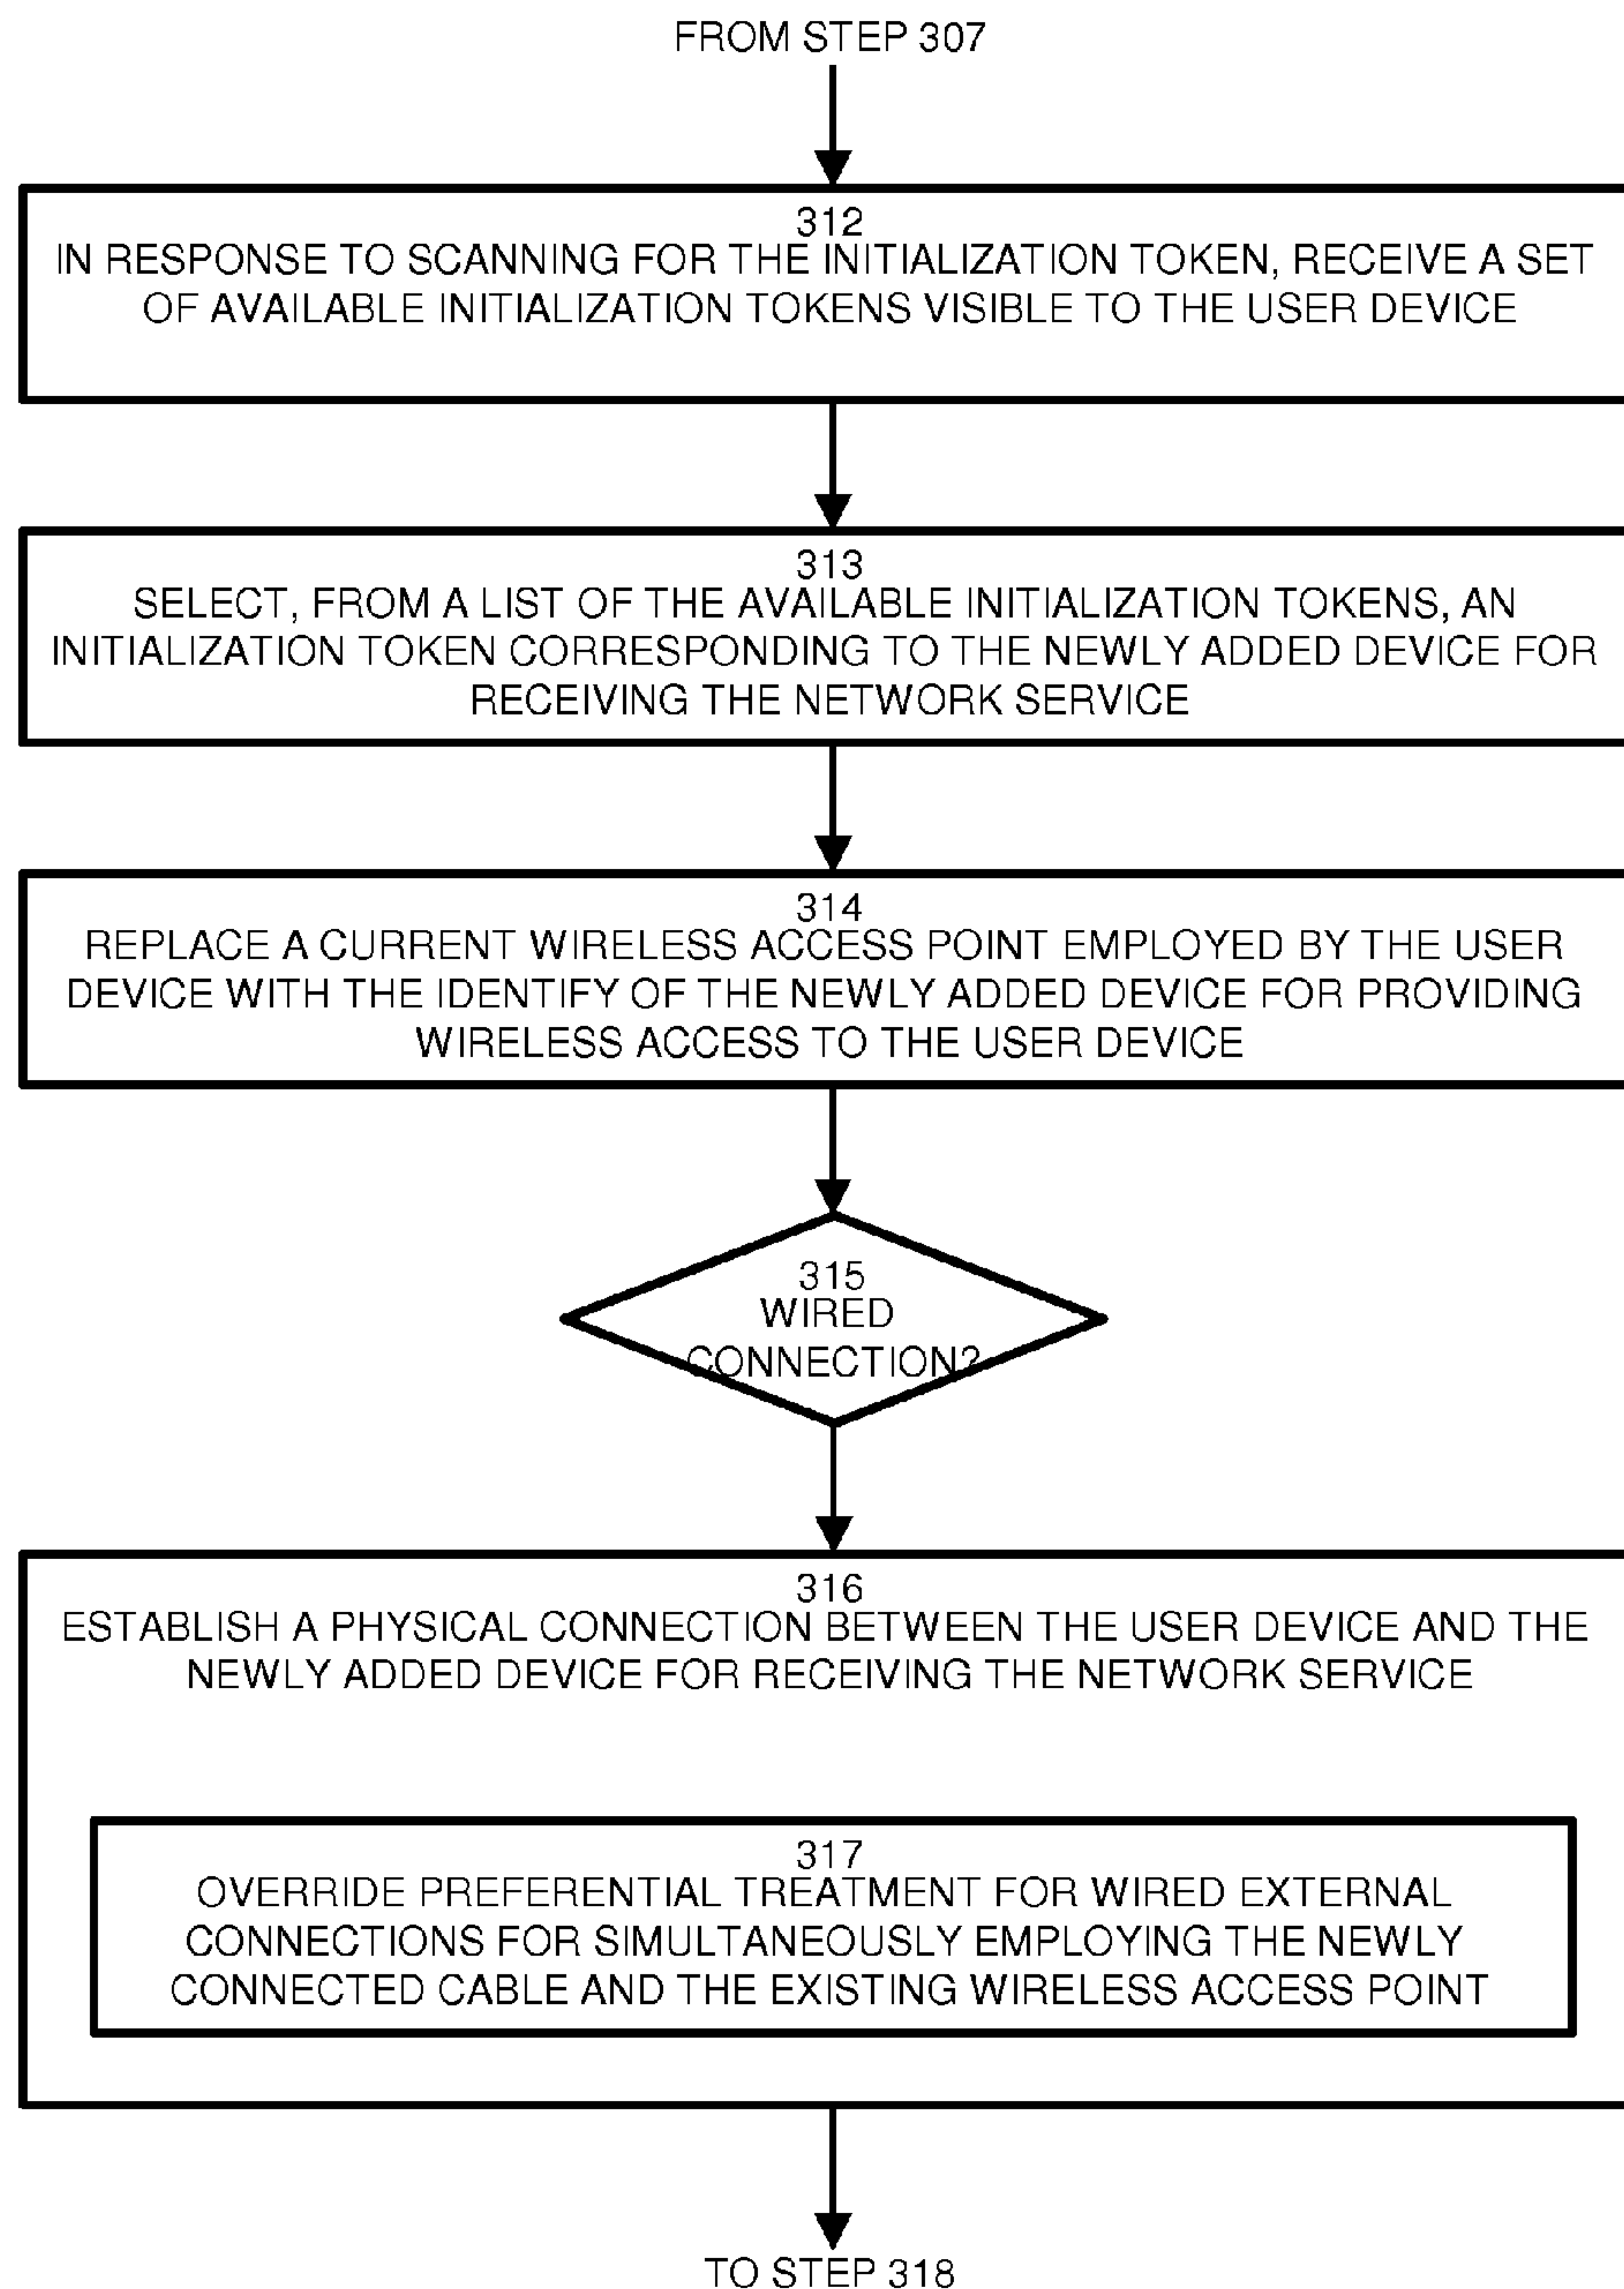 FROM STEP 307
312
IN RESPONSE TO SCANNING FOR THE INITIALIZATION TOKEN, RECEIVE A SET
OF AVAILABLE INITIALIZATION TOKENS VISIBLE TO THE USER DEVICE
313
SELECT, FROM A LIST OF THE AVAILABLE INITIALIZATION TOKENS, AN
INITIALIZATION TOKEN CORRESPONDING TO THE NEWLY ADDED DEVICE FOR
RECEIVING THE NETWORK SERVICE
314
REPLACE A CURRENT WIRELESS ACCESS POINT EMPLOYED BY THE USER
DEVICE WITH THE IDENTIFY OF THE NEWLY ADDED DEVICE FOR PROVIDING
WIRELESS ACCESS TO THE USER DEVICE
315
WIRED
CONNECTION?
316
ESTABLISH A PHYSICAL CONNECTION BETWEEN THE USER DEVICE AND THE
NEWLY ADDED DEVICE FOR RECEIVING THE NETWORK SERVICE
317
OVERRIDE PREFERENTIAL TREATMENT FOR WIRED EXTERNAL
CONNECTIONS FOR SIMULTANEOUSLY EMPLOYING THE NEWLY
CONNECTED CABLE AND THE EXISTING WIRELESS ACCESS POINT
TO STEP 318